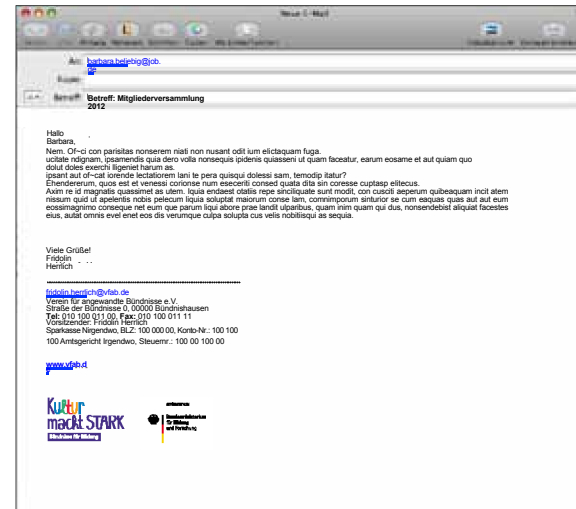 Neue E-Mail
An: barbara.heliebig@job.
de
Kopie:
Betreff: Betreff: Mitgliederversammlung
2012
Hallo
Barbara,
Nem. Of~ci con parisitas nonserem niati non nusant odit ium elictaquam fuga.
ucitate ndignam, ipsamendis quia dero volla nonsequis ipidenis quiasseni ut quam faceatur, earum eosame et aut quiam quo
dolut doles exerchi lligeniet harum as.
ipsant aut of~cat iorende lectatiorem lani te pera quisqui dolessi sam, temodip itatur?
Ehendererum, quos est et venessi corionse num eseceriti consed quata dita sin coresse cuptasp elitecus.
Axim re id magnatis quassimet as utem. Iquia endaest otatiis repe sinciliquate sunt modit, con cusciti aeperum quibeaquam incit atem
nissum quid ut apelentis nobis pelecum liquia soluptat maiorum conse lam, comnimporum sinturior se cum eaquas quas aut aut eum
eossimagnimo conseque net eum que parum liqui abore prae landit ulparibus, quam inim quam qui dus, nonsendebist aliquiat facestes
eius, autat omnis evel enet eos dis verumque culpa solupta cus velis nobitiisqui as sequia.
Viele Grüße!
Fridolin
Herrlich
fridolin.herrlich@vfab.de
Verein für angewandte Bündnisse e.V.
Straße der Bündnisse 0, 00000 Bündnishausen
Tel: 010 100 011 00, Fax: 010 100 011 11
Vorsitzender: Fridolin Herrlich
Sparkasse Nirgendwo, BLZ: 100 000 00, Konto-Nr.: 100 100
100 Amtsgericht Irgendwo, Steuernr.: 100 00 100 00
www.vfab.d
Kultur
macht STARK
Bündnisse für Bildung
Bundesministerium
für Bildung
und Forschung